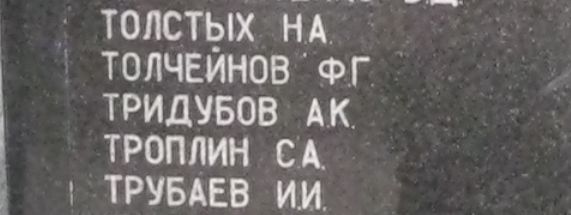 ТОЛСТЫХ Н.А.
ТОЛЧЕЙНОВ Ф.Г.
ТРИДУБОВ А.К.
ТРОПЛИН С.А.
ТРУБАЕВ И.И.